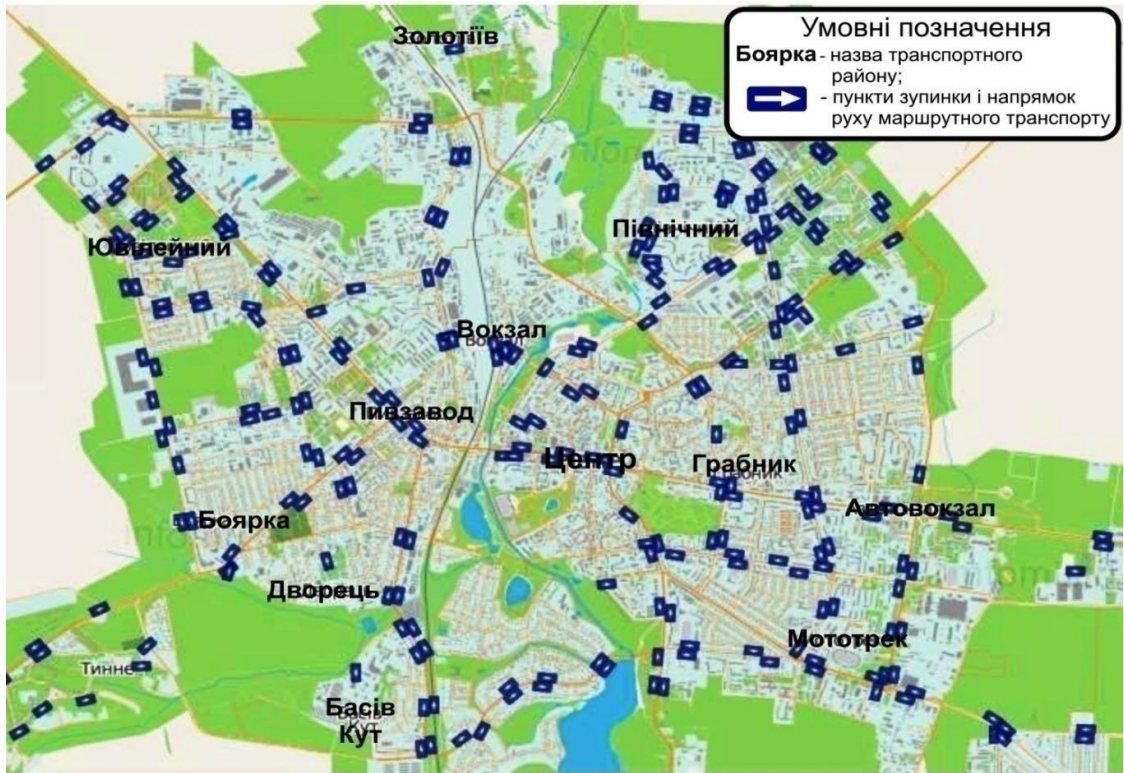 Золотіїв
Умовні позначення
Боярка - назва транспортного
району;
- пункти зупинки і напрямок
руху маршрутного транспорту
Північний
Ювілейний
Вокзал
Пивзавод
Центр
Грабник
Автовокзал
Боярка
Дворець
Мототрек
Тинне
Басів
Кут